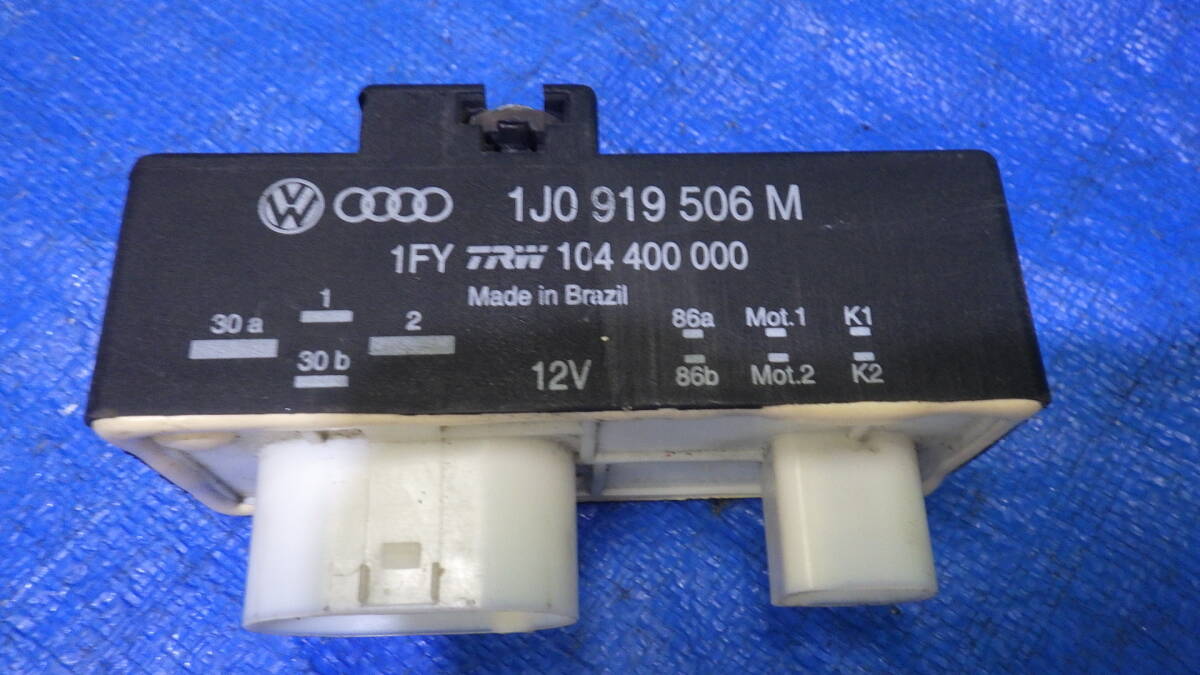 1J0 919 506 M
1FY TRW 104 400 000
Made in Brazil
30 a 1 2 86a Mot.1 K1
30 b 12V 86b Mot.2 K2